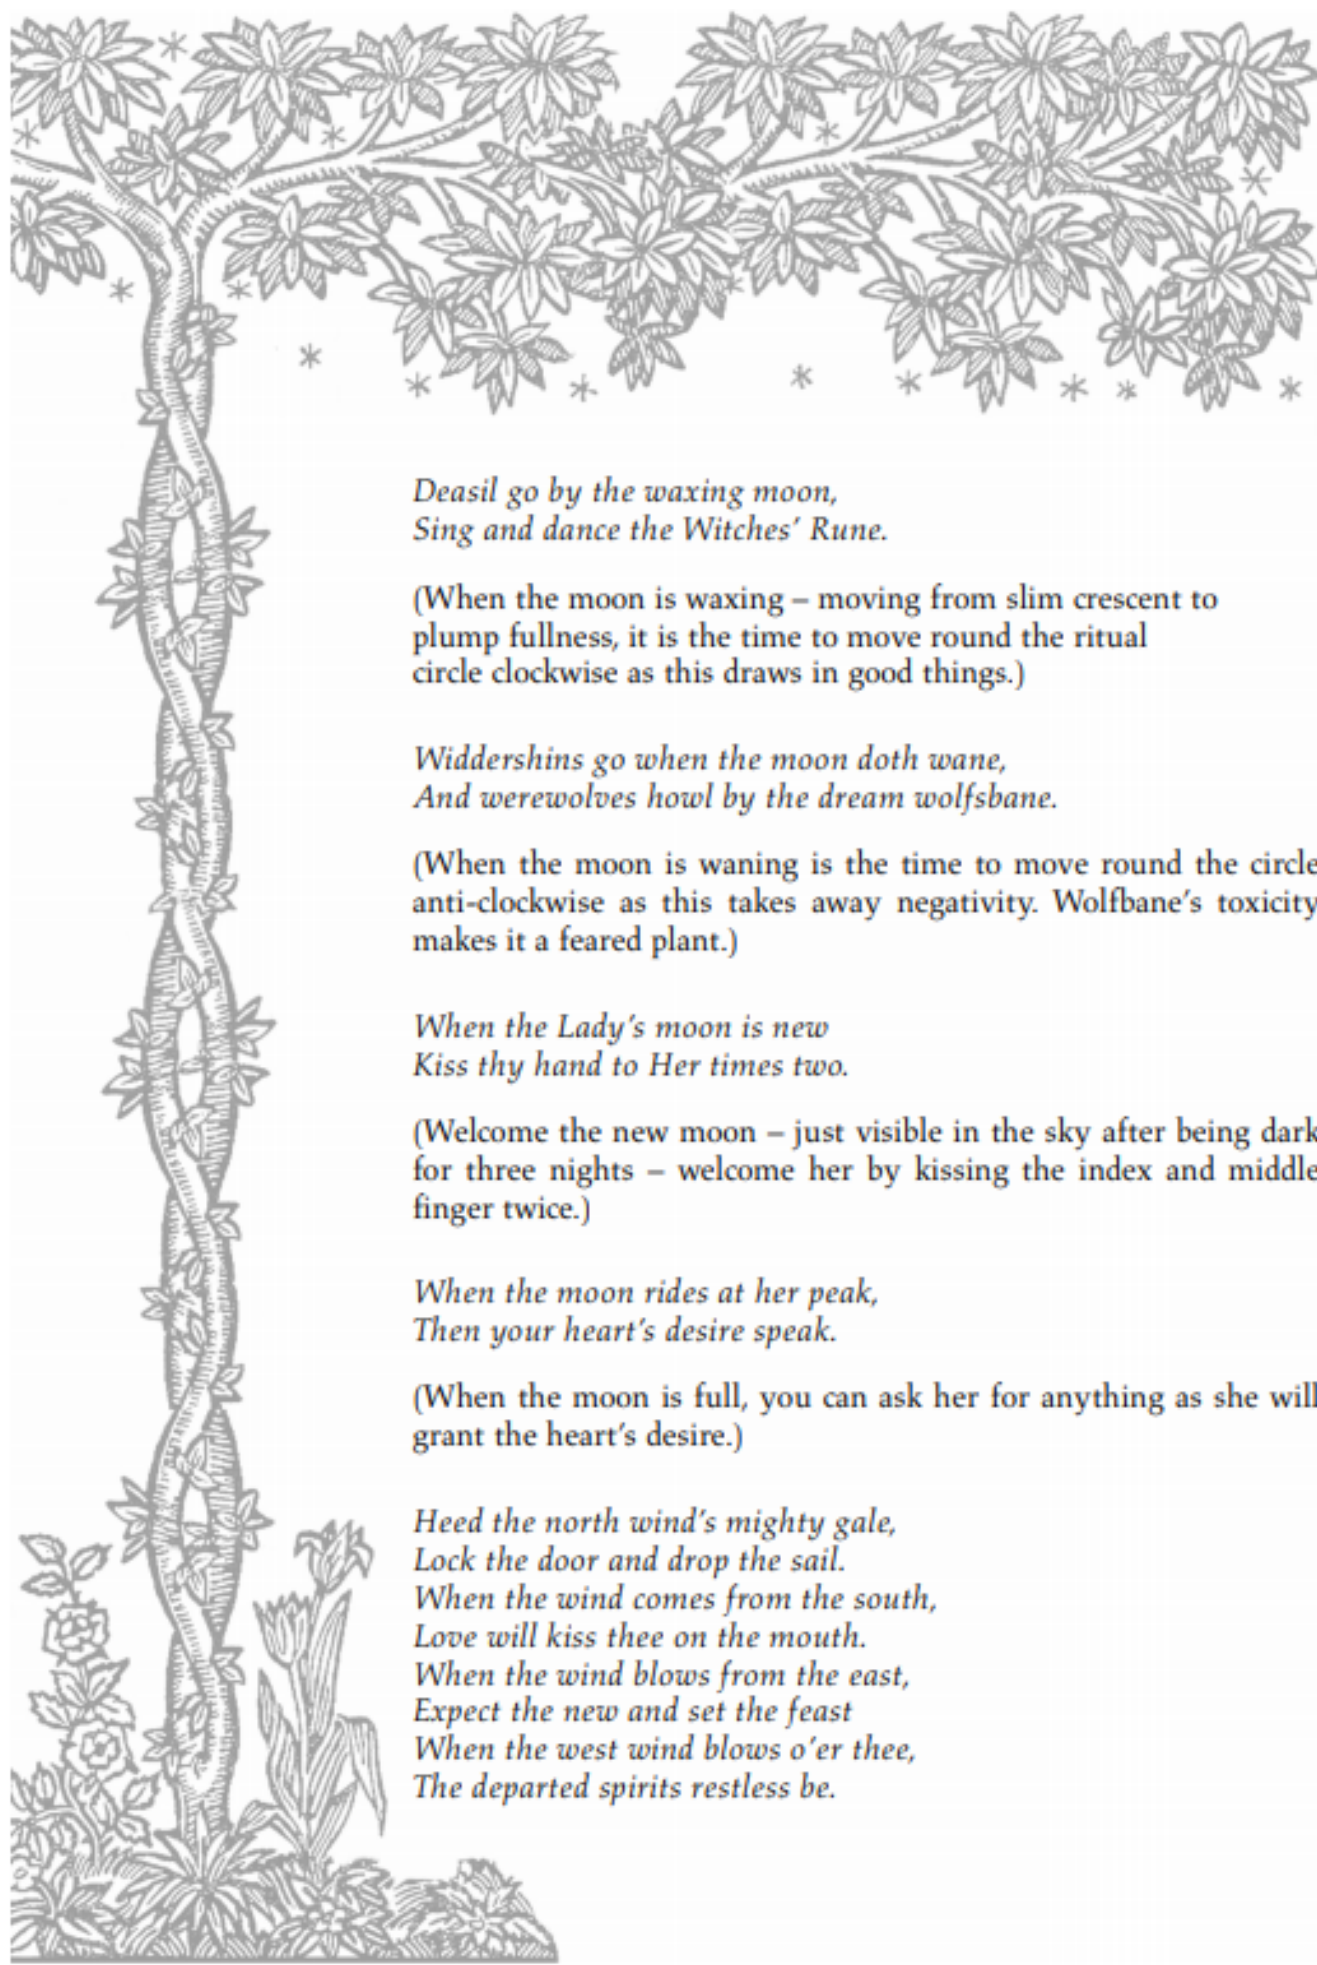 Deasil go by the waxing moon,
Sing and dance the Witches' Rune.
(When the moon is waxing – moving from slim crescent to
plump fullness, it is the time to move round the ritual
circle clockwise as this draws in good things.)
Widdershins go when the moon doth wane,
And werewolves howl by the dream wolfsbane.
(When the moon is waning is the time to move round the circle
anti-clockwise as this takes away negativity. Wolfbane's toxicity
makes it a feared plant.)
When the Lady's moon is new
Kiss thy hand to Her times two.
(Welcome the new moon – just visible in the sky after being dark
for three nights – welcome her by kissing the index and middle
finger twice.)
When the moon rides at her peak,
Then your heart's desire speak.
(When the moon is full, you can ask her for anything as she will
grant the heart's desire.)
Heed the north wind's mighty gale,
Lock the door and drop the sail.
When the wind comes from the south,
Love will kiss thee on the mouth.
When the wind blows from the east,
Expect the new and set the feast
When the west wind blows o'er thee,
The departed spirits restless be.